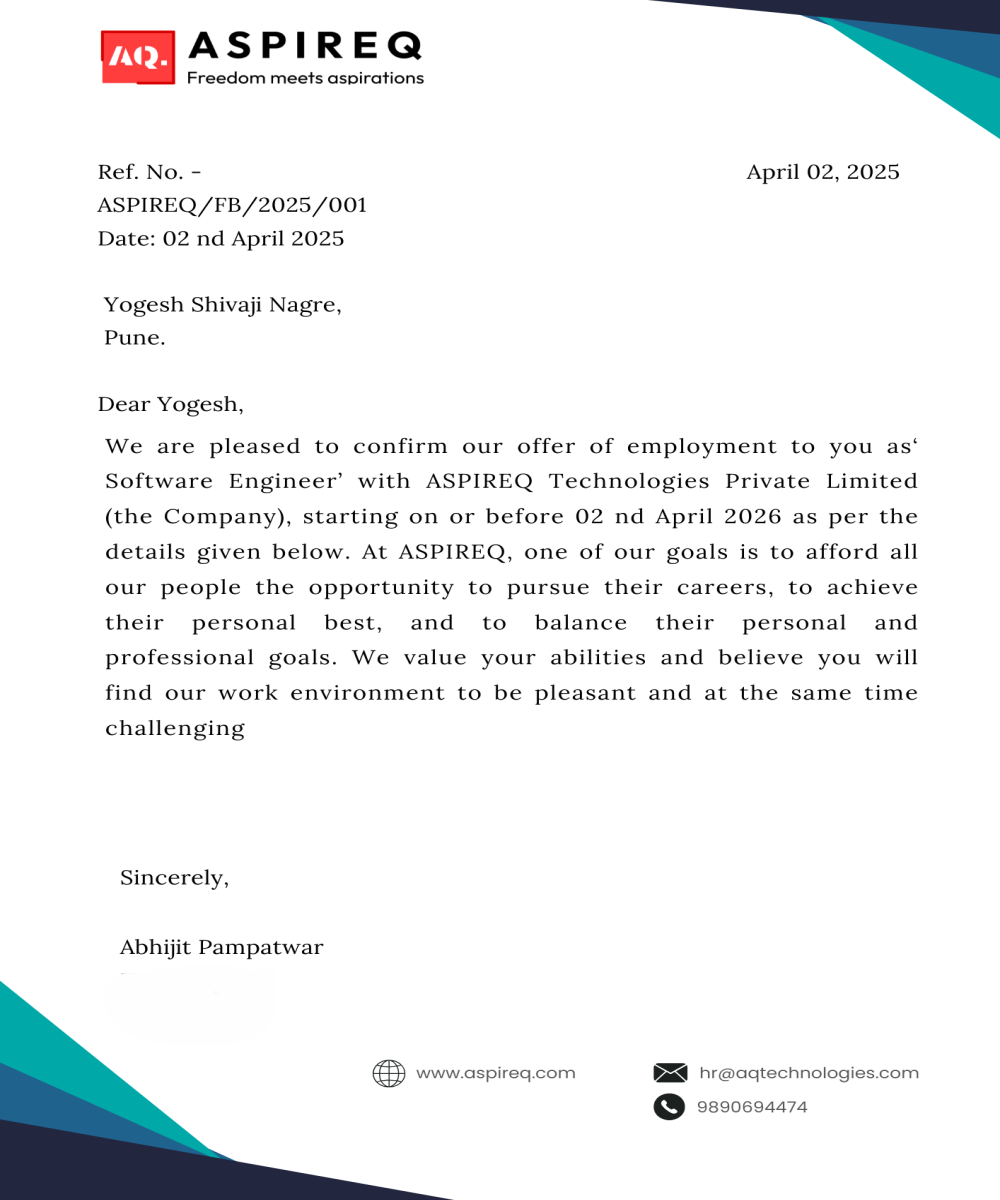 AQ.
ASPIREQ
Freedom meets aspirations
Ref. No. -
April 02, 2025
ASPIREQ/FB/2025/001
Date: 02 nd April 2025
Yogesh Shivaji Nagre,
Pune.
Dear Yogesh,
We are pleased to confirm our offer of employment to you as‘
Software Engineer’ with ASPIREQ Technologies Private Limited
(the Company), starting on or before 02 nd April 2026 as per the
details given below. At ASPIREQ, one of our goals is to afford all
our people the opportunity to pursue their careers, to achieve
their personal best, and to balance their personal and
professional goals. We value your abilities and believe you will
find our work environment to be pleasant and at the same time
challenging
Sincerely,
Abhijit Pampatwar
www.aspireq.com
hr@aqtechnologies.com
9890694474